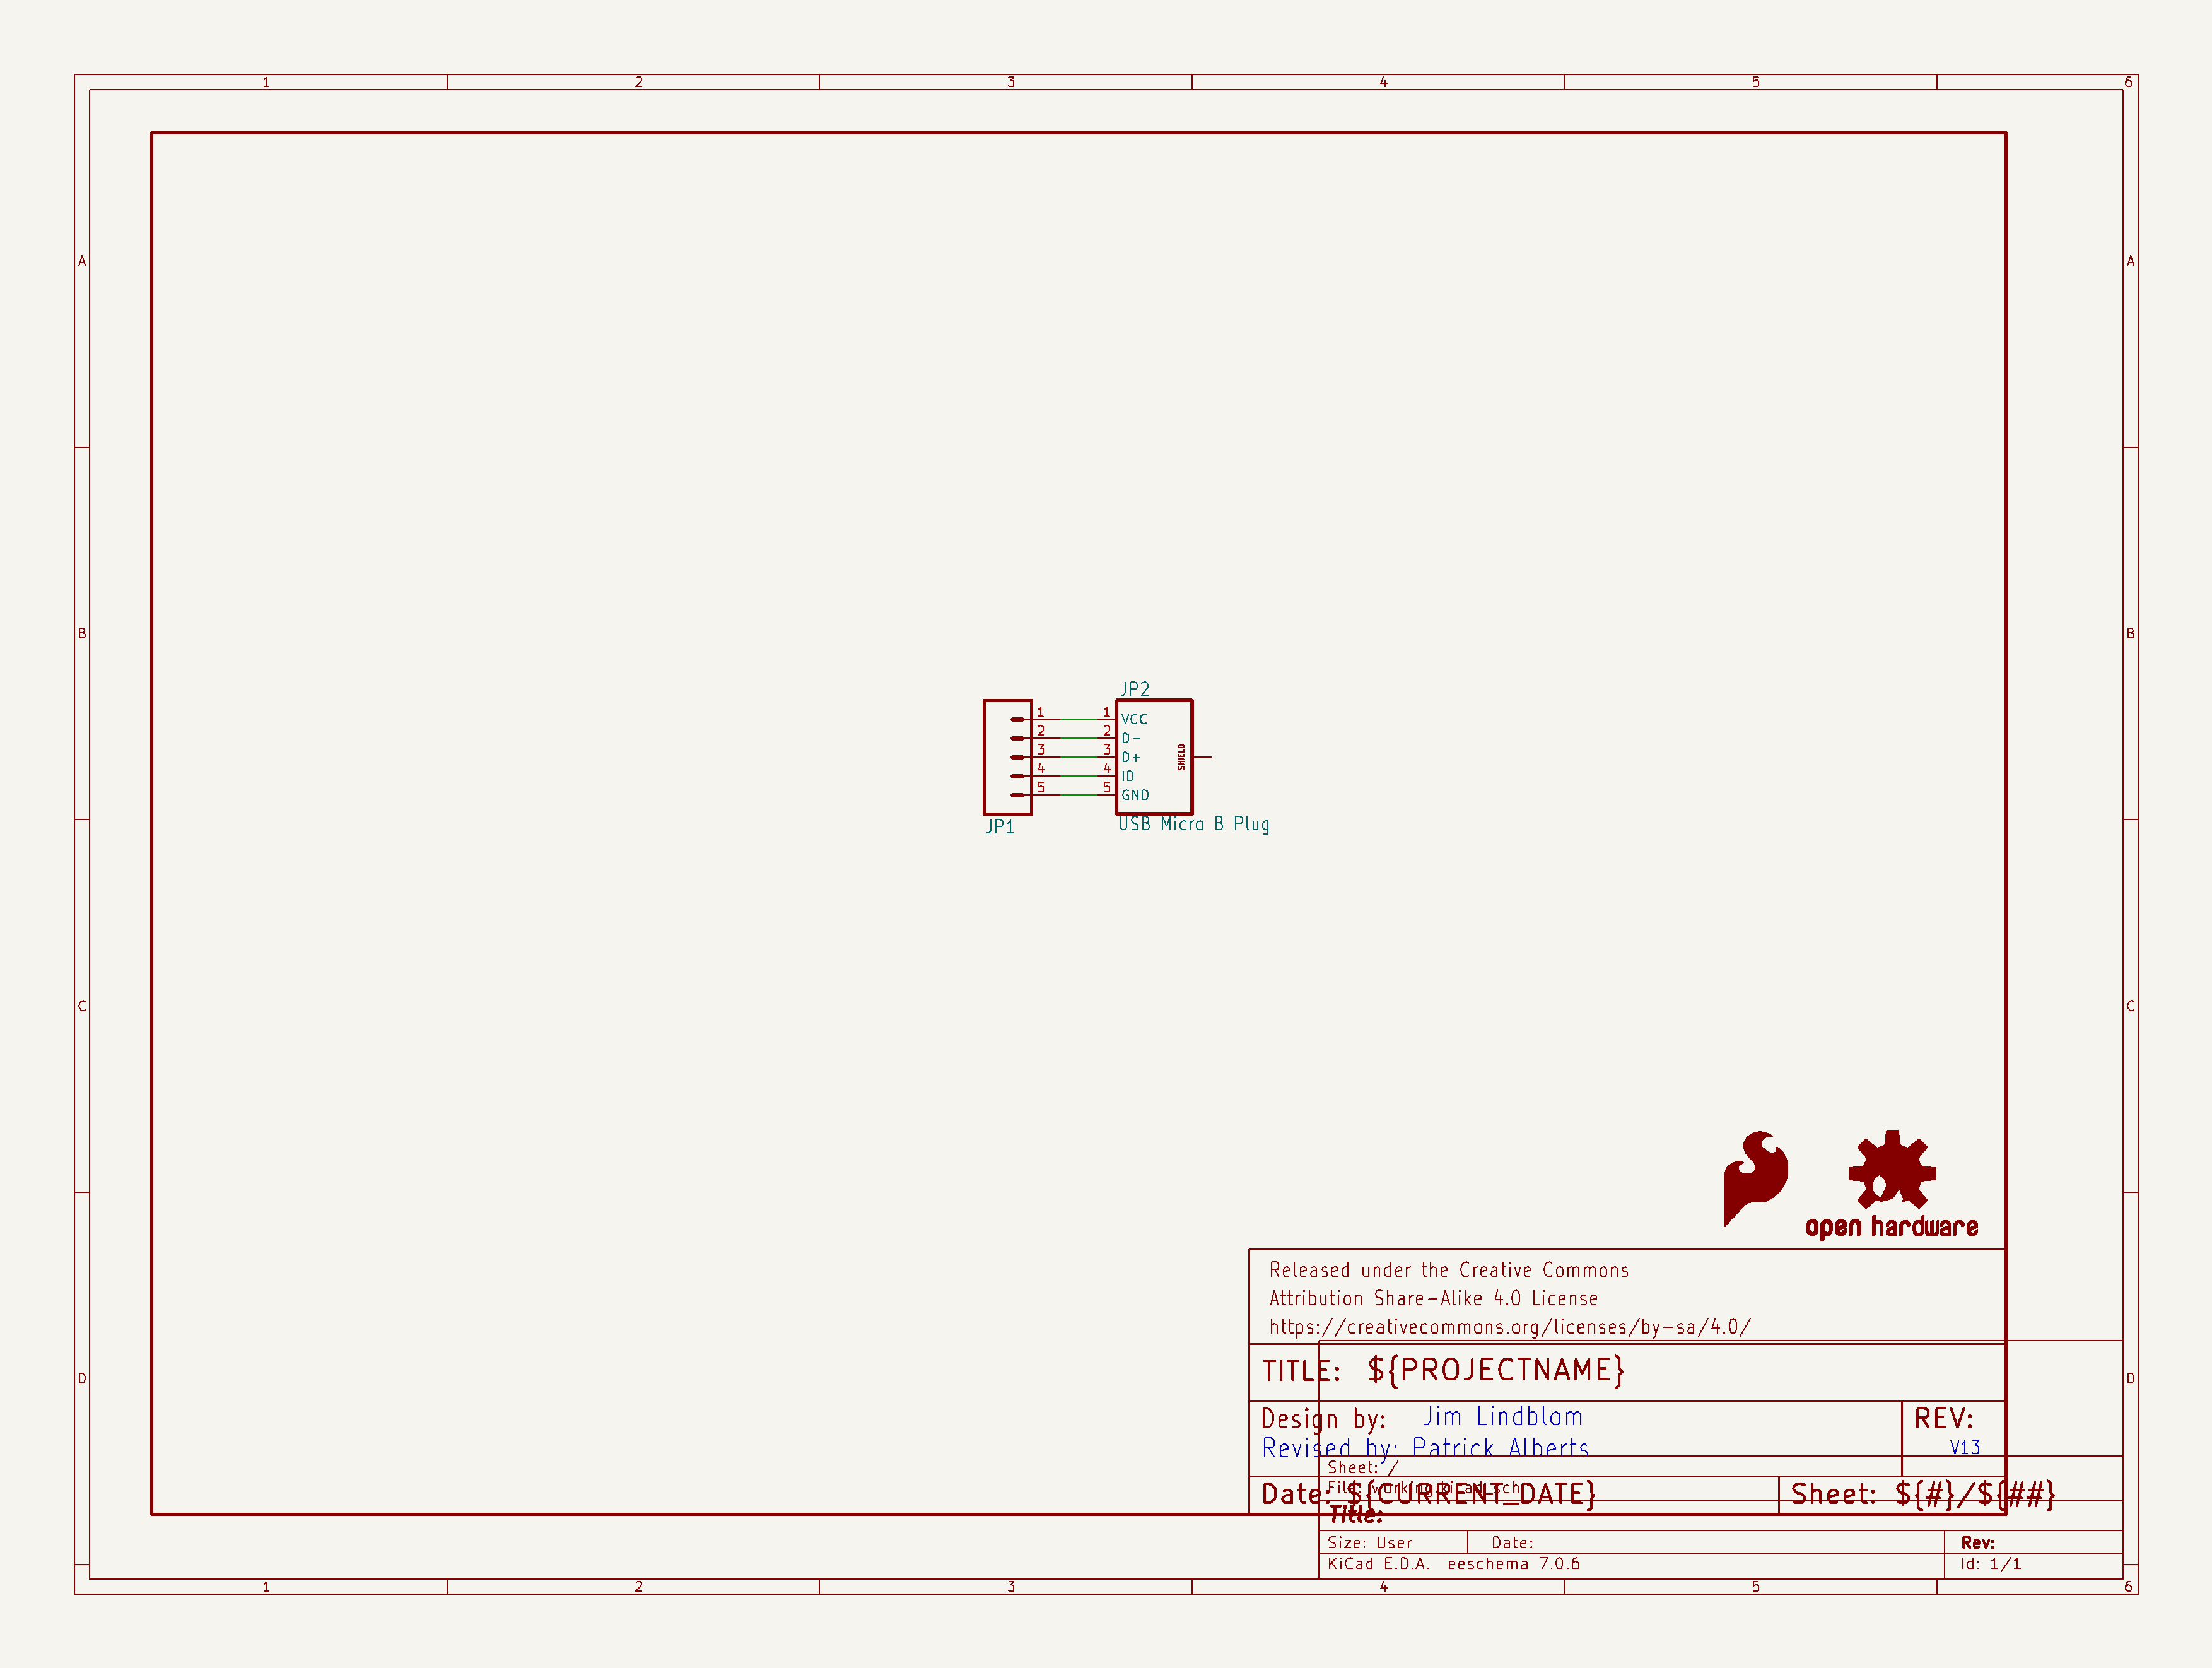 1 2 3 4 5 6
A A
JP2
B B
1 1 VCC
2 2 D-
3 3 D+
SHIELD
4 4 ID
5 5 GND
JP1
USB Micro B Plug
C C
open hardware
Released under the Creative Commons
Attribution Share-Alike 4.0 License
https://creativecommons.org/licenses/by-sa/4.0/
D D
TITLE: ${PROJECTNAME}
Design by: Jim Lindblom
REV:
Revised by: Patrick Alberts
V13
Sheet: /
File: working.kicad_sch
Date: ${CURRENT_DATE}
Sheet: ${#}/${##}
Title:
Size: User Date: Rev:
KiCad E.D.A. eeschema 7.0.6 Id: 1/1
1 2 3 4 5 6